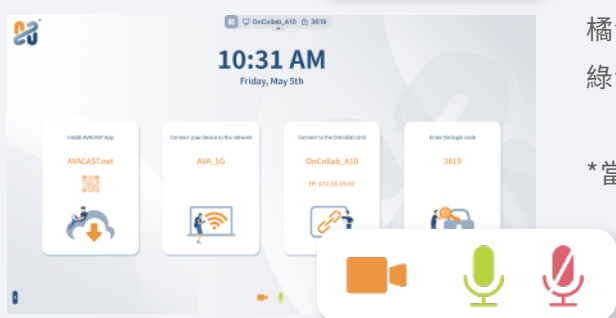 OnCollab_A10 3619
10:31 AM
Friday, May 5th
Install AVACAST App
AVACAST.net
Connect your device to the network
AVA_5G
Connect to the OnCollab Unit
OnCollab_A10
IP: 172.16.19.62
Enter the login code
3619
橘
綠
*當